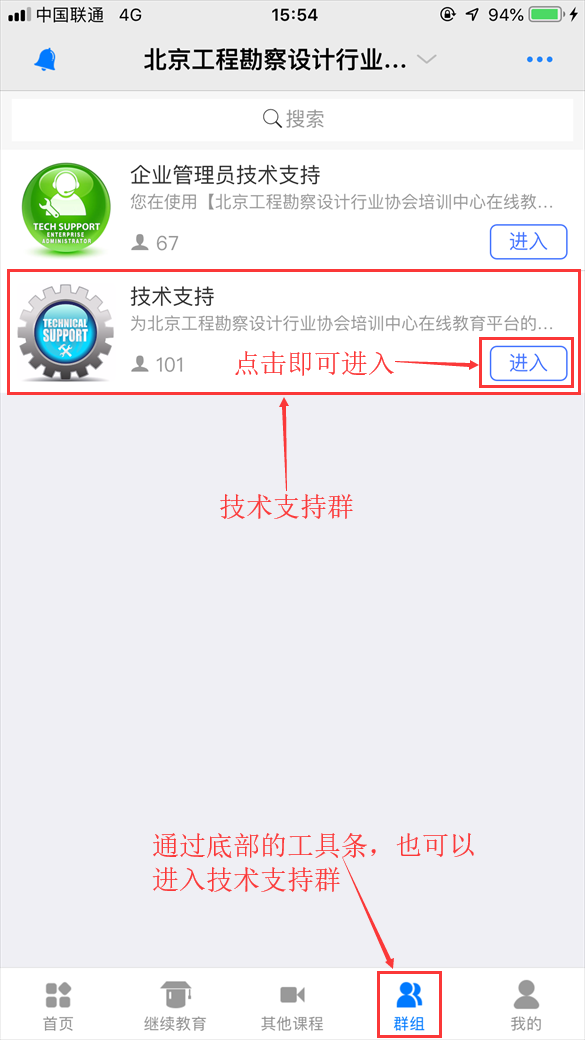 中国联通 4G 15:54 94%
北京工程勘察设计行业...
搜索
企业管理员技术支持
您在使用【北京工程勘察设计行业协会培训中心在线教...
TECH SUPPORT
ENTERPRISE
ADMINISTRATOR
67
进入
技术支持
为北京工程勘察设计行业协会培训中心在线教育平台的...
TECHNICAL
SUPPORT
101
点击即可进入
进入
技术支持群
通过底部的工具条，也可以
进入技术支持群
首页 继续教育 其他课程 群组 我的